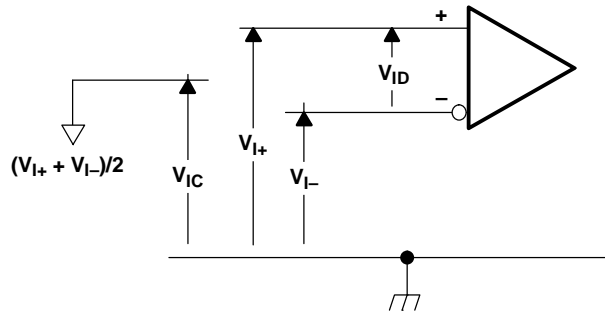 +
V_ID
–
V_I+
(V_I+ + V_I–)/2
V_IC
V_I–